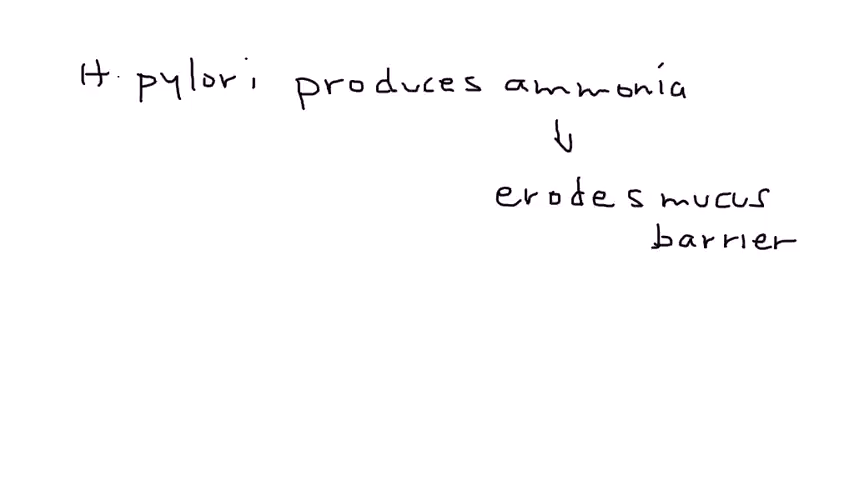 H. pylori produces ammonia
↓
erodes mucus
barrier